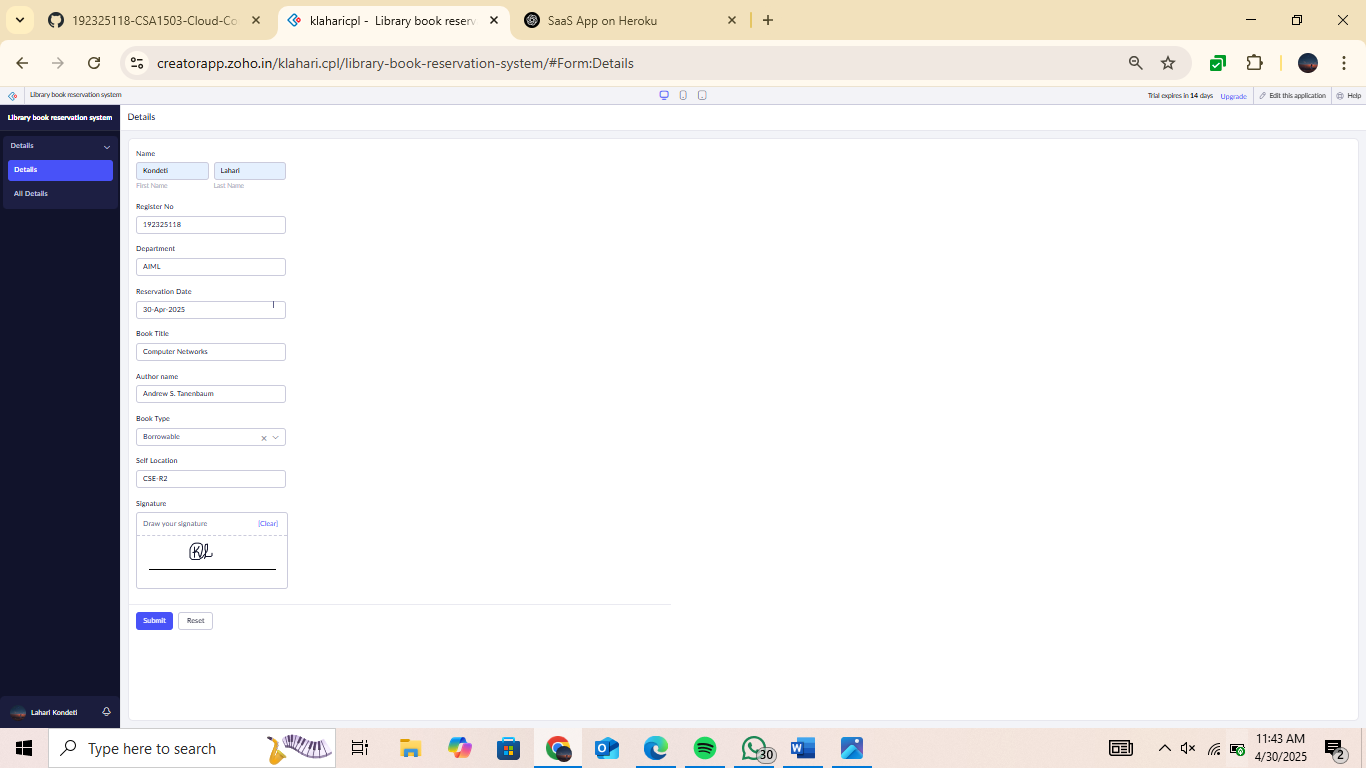 192325118-CSA1503-Cloud-Co
klaharicpl - Library book reserv
SaaS App on Heroku
creatorapp.zoho.in/klahari.cpl/library-book-reservation-system/#Form:Details
Library book reservation system
Trial expires in 14 days
Upgrade
Edit this application
Help
Library book reservation system
Details
Details
All Details
Details
Name
Kondeti Lahari
First Name Last Name
Register No
192325118
Department
AIML
Reservation Date
30-Apr-2025
Book Title
Computer Networks
Author name
Andrew S. Tanenbaum
Book Type
Borrowable
Self Location
CSE-R2
Signature
Draw your signature [Clear]
KL
Submit Reset
Lahari Kondeti
Type here to search
30
11:43 AM
4/30/2025
2